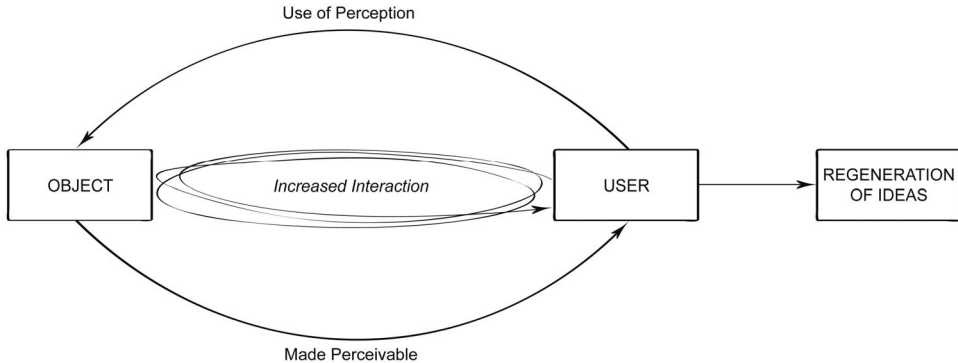 Use of Perception
OBJECT
Increased Interaction
USER
REGENERATION
OF IDEAS
Made Perceivable